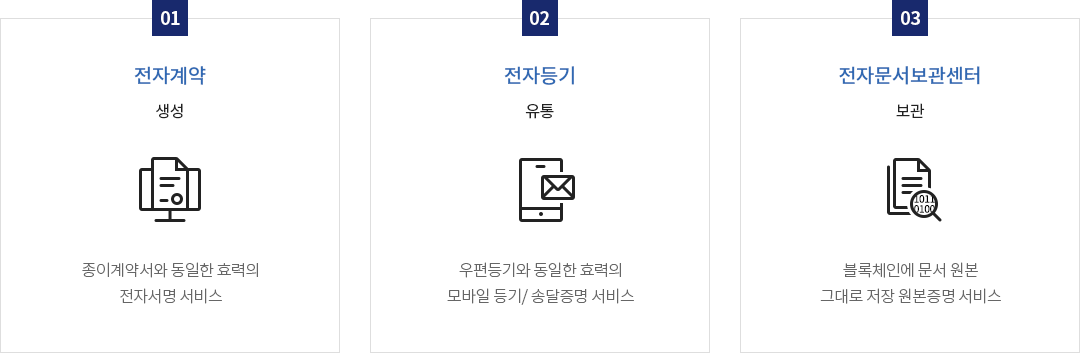 01
전자계약
생성
종이계약서와 동일한 효력의
전자서명 서비스
02
전자등기
유통
우편등기와 동일한 효력의
모바일 등기/ 송달증명 서비스
03
전자문서보관센터
보관
1011
0100
블록체인에 문서 원본
그대로 저장 원본증명 서비스